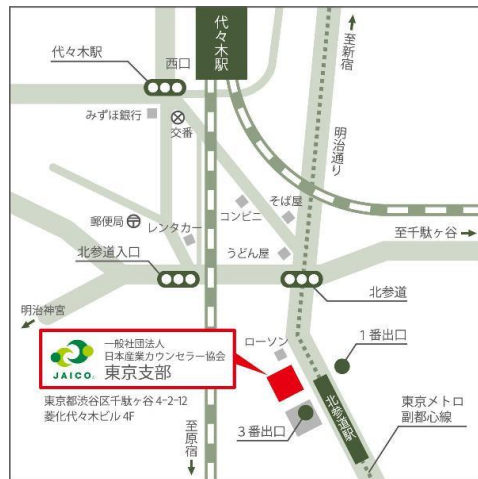 代々木駅
至新宿
代々木駅
西口
みずほ銀行
交番
明治通り
そば屋
コンビニ
郵便局
レンタカー
うどん屋
至千駄ヶ谷
北参道入口
北参道
明治神宮
ローソン
1番出口
JAICO
一般社団法人
日本産業カウンセラー協会
東京支部
東京都渋谷区千駄ヶ谷4-2-12
菱化代々木ビル4F
至原宿
3番出口
北参道駅
東京メトロ
副都心線